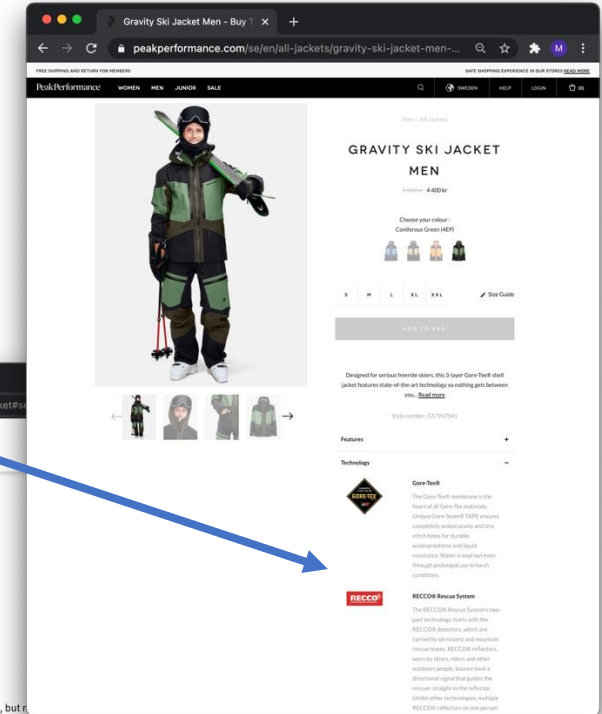 Gravity Ski Jacket Men - Buy T
peakperformance.com/se/en/all-jackets/gravity-ski-jacket-men-...
M
FREE SHIPPING AND RETURN FOR MEMBERS
SAFE SHOPPING EXPERIENCE IN OUR STORES READ MORE
PeakPerformance WOMEN MEN JUNIOR SALE
SWEDEN HELP LOGIN (0)
Men / All jackets
GRAVITY SKI JACKET
MEN
4 400 kr
Choose your colour :
Coniferous Green (4EP)
S M L XL XXL Size Guide
ADD TO BAG
Designed for serious freeride skiers, this 3-layer Gore-Tex® shell
jacket features state-of-the-art technology so nothing gets between
you... Read more
Style number: G57947041
Features +
Technology −
GORE-TEX
Gore-Tex®
The Gore-Tex® membrane is the
heart of all Gore-Tex materials.
Unique Gore-Seam® TAPE ensures
completely sealed seams and tiny
stitch holes for durable
waterproofness and liquid
resistance. Water is kept out even
through prolonged use in harsh
conditions.
RECCO®
RECCO® Rescue System
The RECCO® Rescue System's two-
part technology starts with the
RECCO® detectors, which are
carried by ski resorts and mountain
rescue teams. RECCO® reflectors,
worn by skiers, riders and other
outdoors people, bounce back a
directional signal that guides the
rescuer straight to the reflector.
Unlike other technologies, multiple
RECCO® reflectors on one person
ket#se
, but r